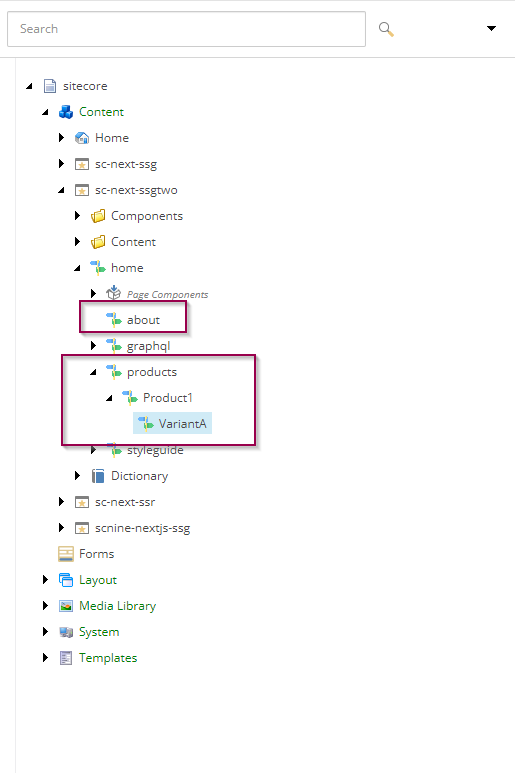 Search
sitecore
Content
Home
sc-next-ssg
sc-next-ssgtwo
Components
Content
home
Page Components
about
graphql
products
Product1
VariantA
styleguide
Dictionary
sc-next-ssr
scnine-nextjs-ssg
Forms
Layout
Media Library
System
Templates